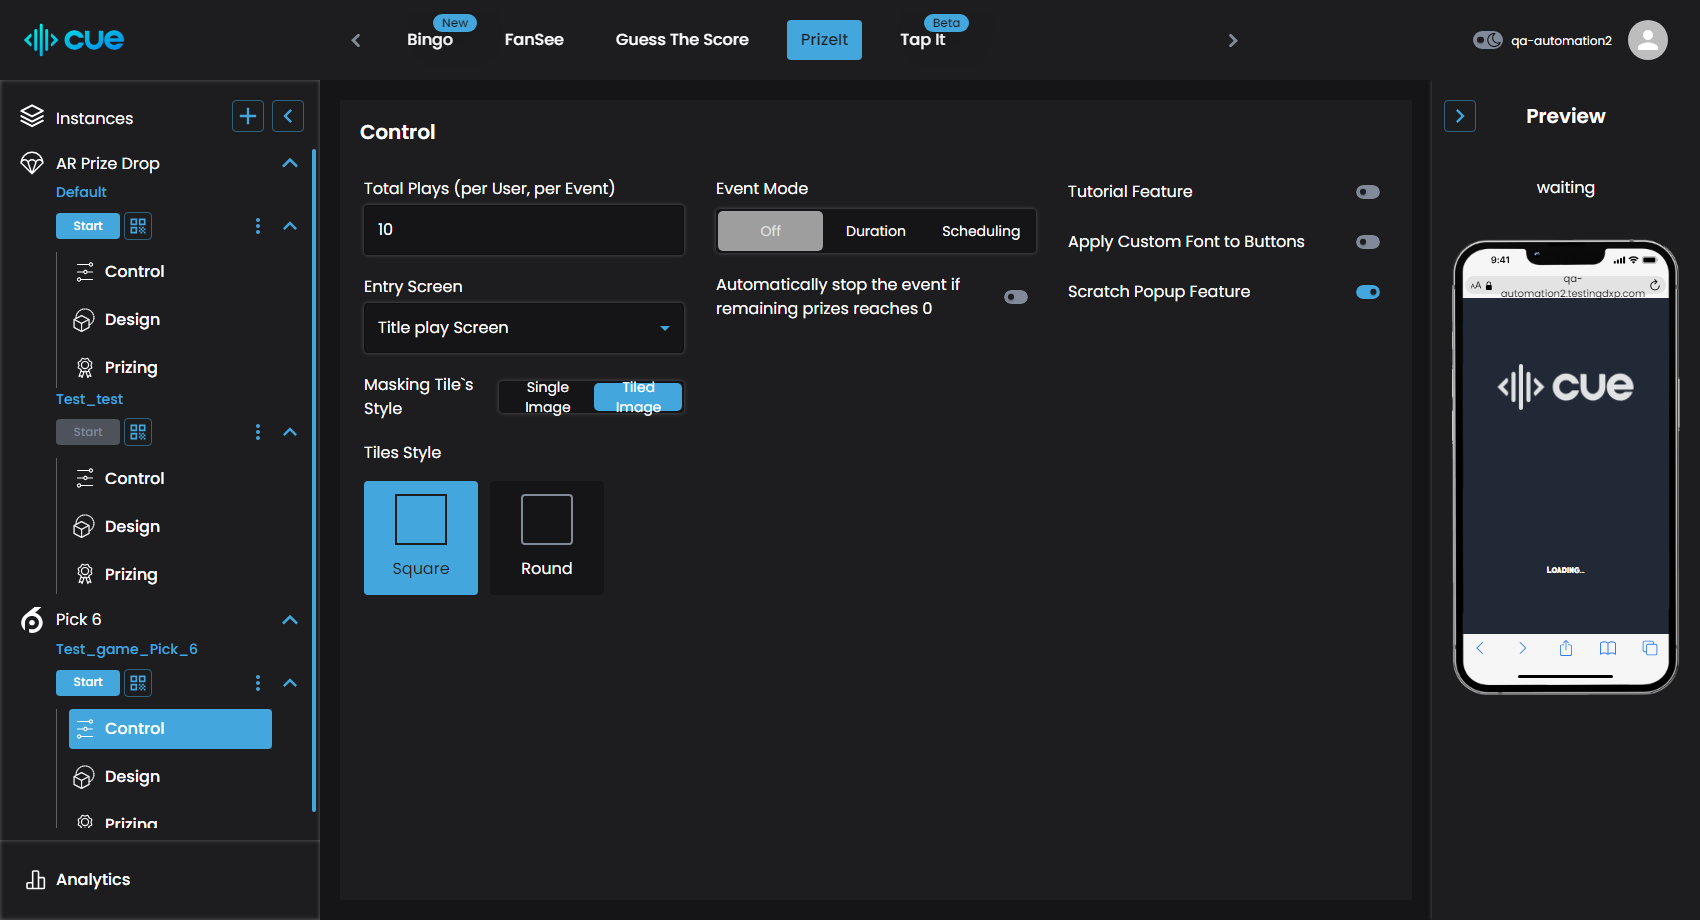 cue
New
Beta
Bingo
FanSee
Guess The Score
PrizeIt
Tap It
qa-automation2
Instances
AR Prize Drop
Default
Start
Control
Design
Prizing
Test_test
Start
Control
Design
Prizing
Pick 6
Test_game_Pick_6
Start
Control
Design
Prizing
Analytics
Control
Total Plays (per User, per Event)
10
Entry Screen
Title play Screen
Masking Tile`s
Style
Single
Image
Tiled
Image
Tiles Style
Square
Round
Event Mode
Off
Duration
Scheduling
Automatically stop the event if
remaining prizes reaches 0
Tutorial Feature
Apply Custom Font to Buttons
Scratch Popup Feature
Preview
waiting
9:41
AA
qa-
automation2.testingdxp.com
cue
LOADING...